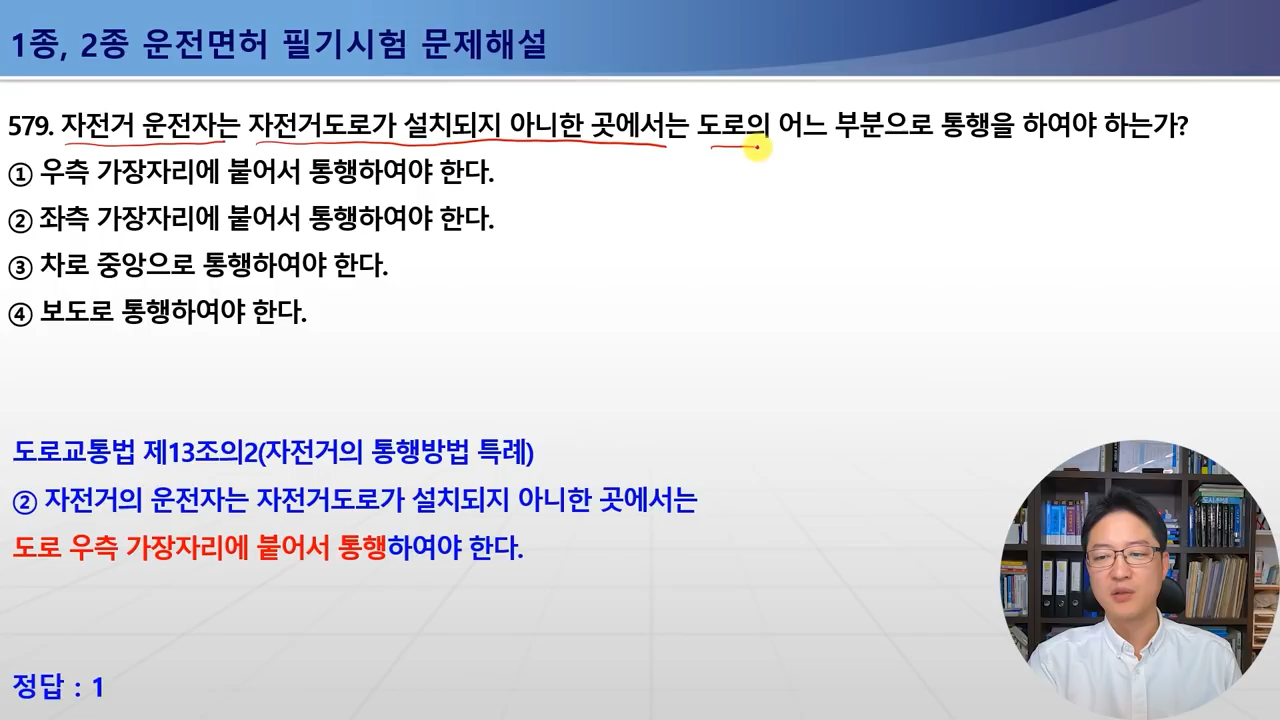 1종, 2종 운전면허 필기시험 문제해설
579. 자전거 운전자는 자전거도로가 설치되지 아니한 곳에서는 도로의 어느 부분으로 통행을 하여야 하는가?
① 우측 가장자리에 붙어서 통행하여야 한다.
② 좌측 가장자리에 붙어서 통행하여야 한다.
③ 차로 중앙으로 통행하여야 한다.
④ 보도로 통행하여야 한다.
도로교통법 제13조의2(자전거의 통행방법 특례)
② 자전거의 운전자는 자전거도로가 설치되지 아니한 곳에서는
도로 우측 가장자리에 붙어서 통행하여야 한다.
정답 : 1